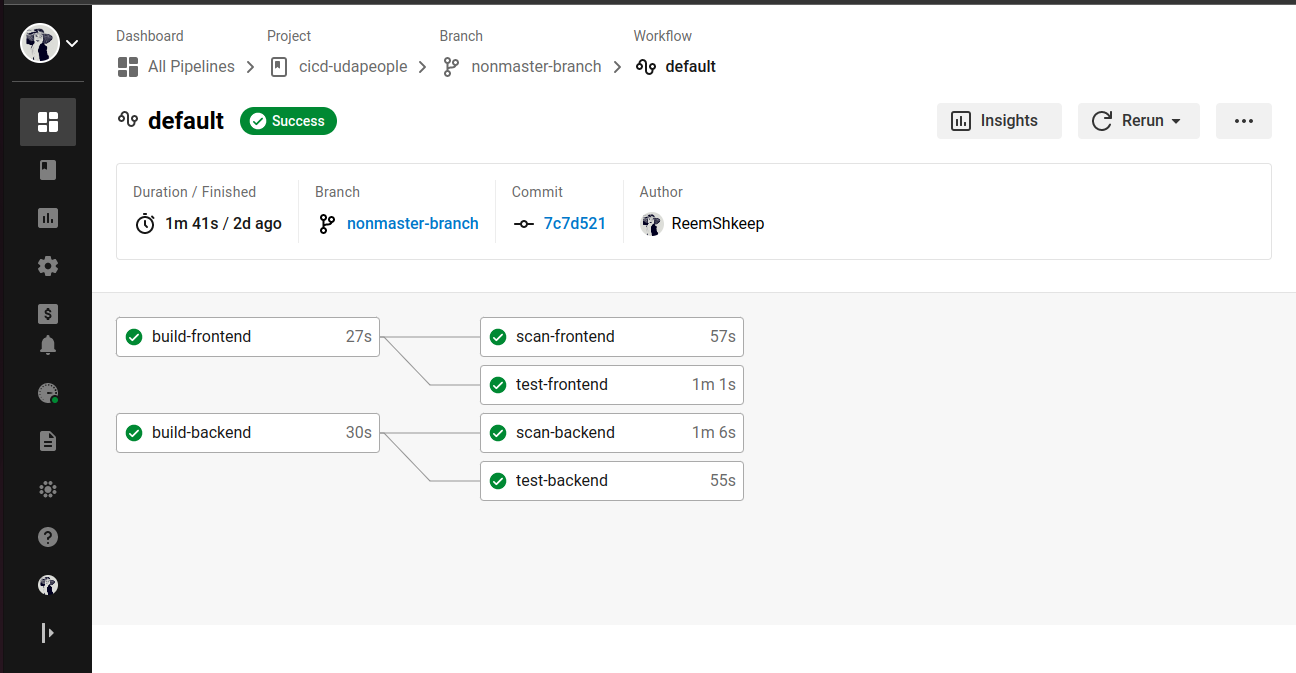 Dashboard Project Branch Workflow
All Pipelines cicd-udapeople nonmaster-branch default
default Success Insights Rerun
Duration / Finished Branch Commit Author
1m 41s / 2d ago nonmaster-branch 7c7d521 ReemShkeep
build-frontend 27s scan-frontend 57s
test-frontend 1m 1s
build-backend 30s scan-backend 1m 6s
test-backend 55s